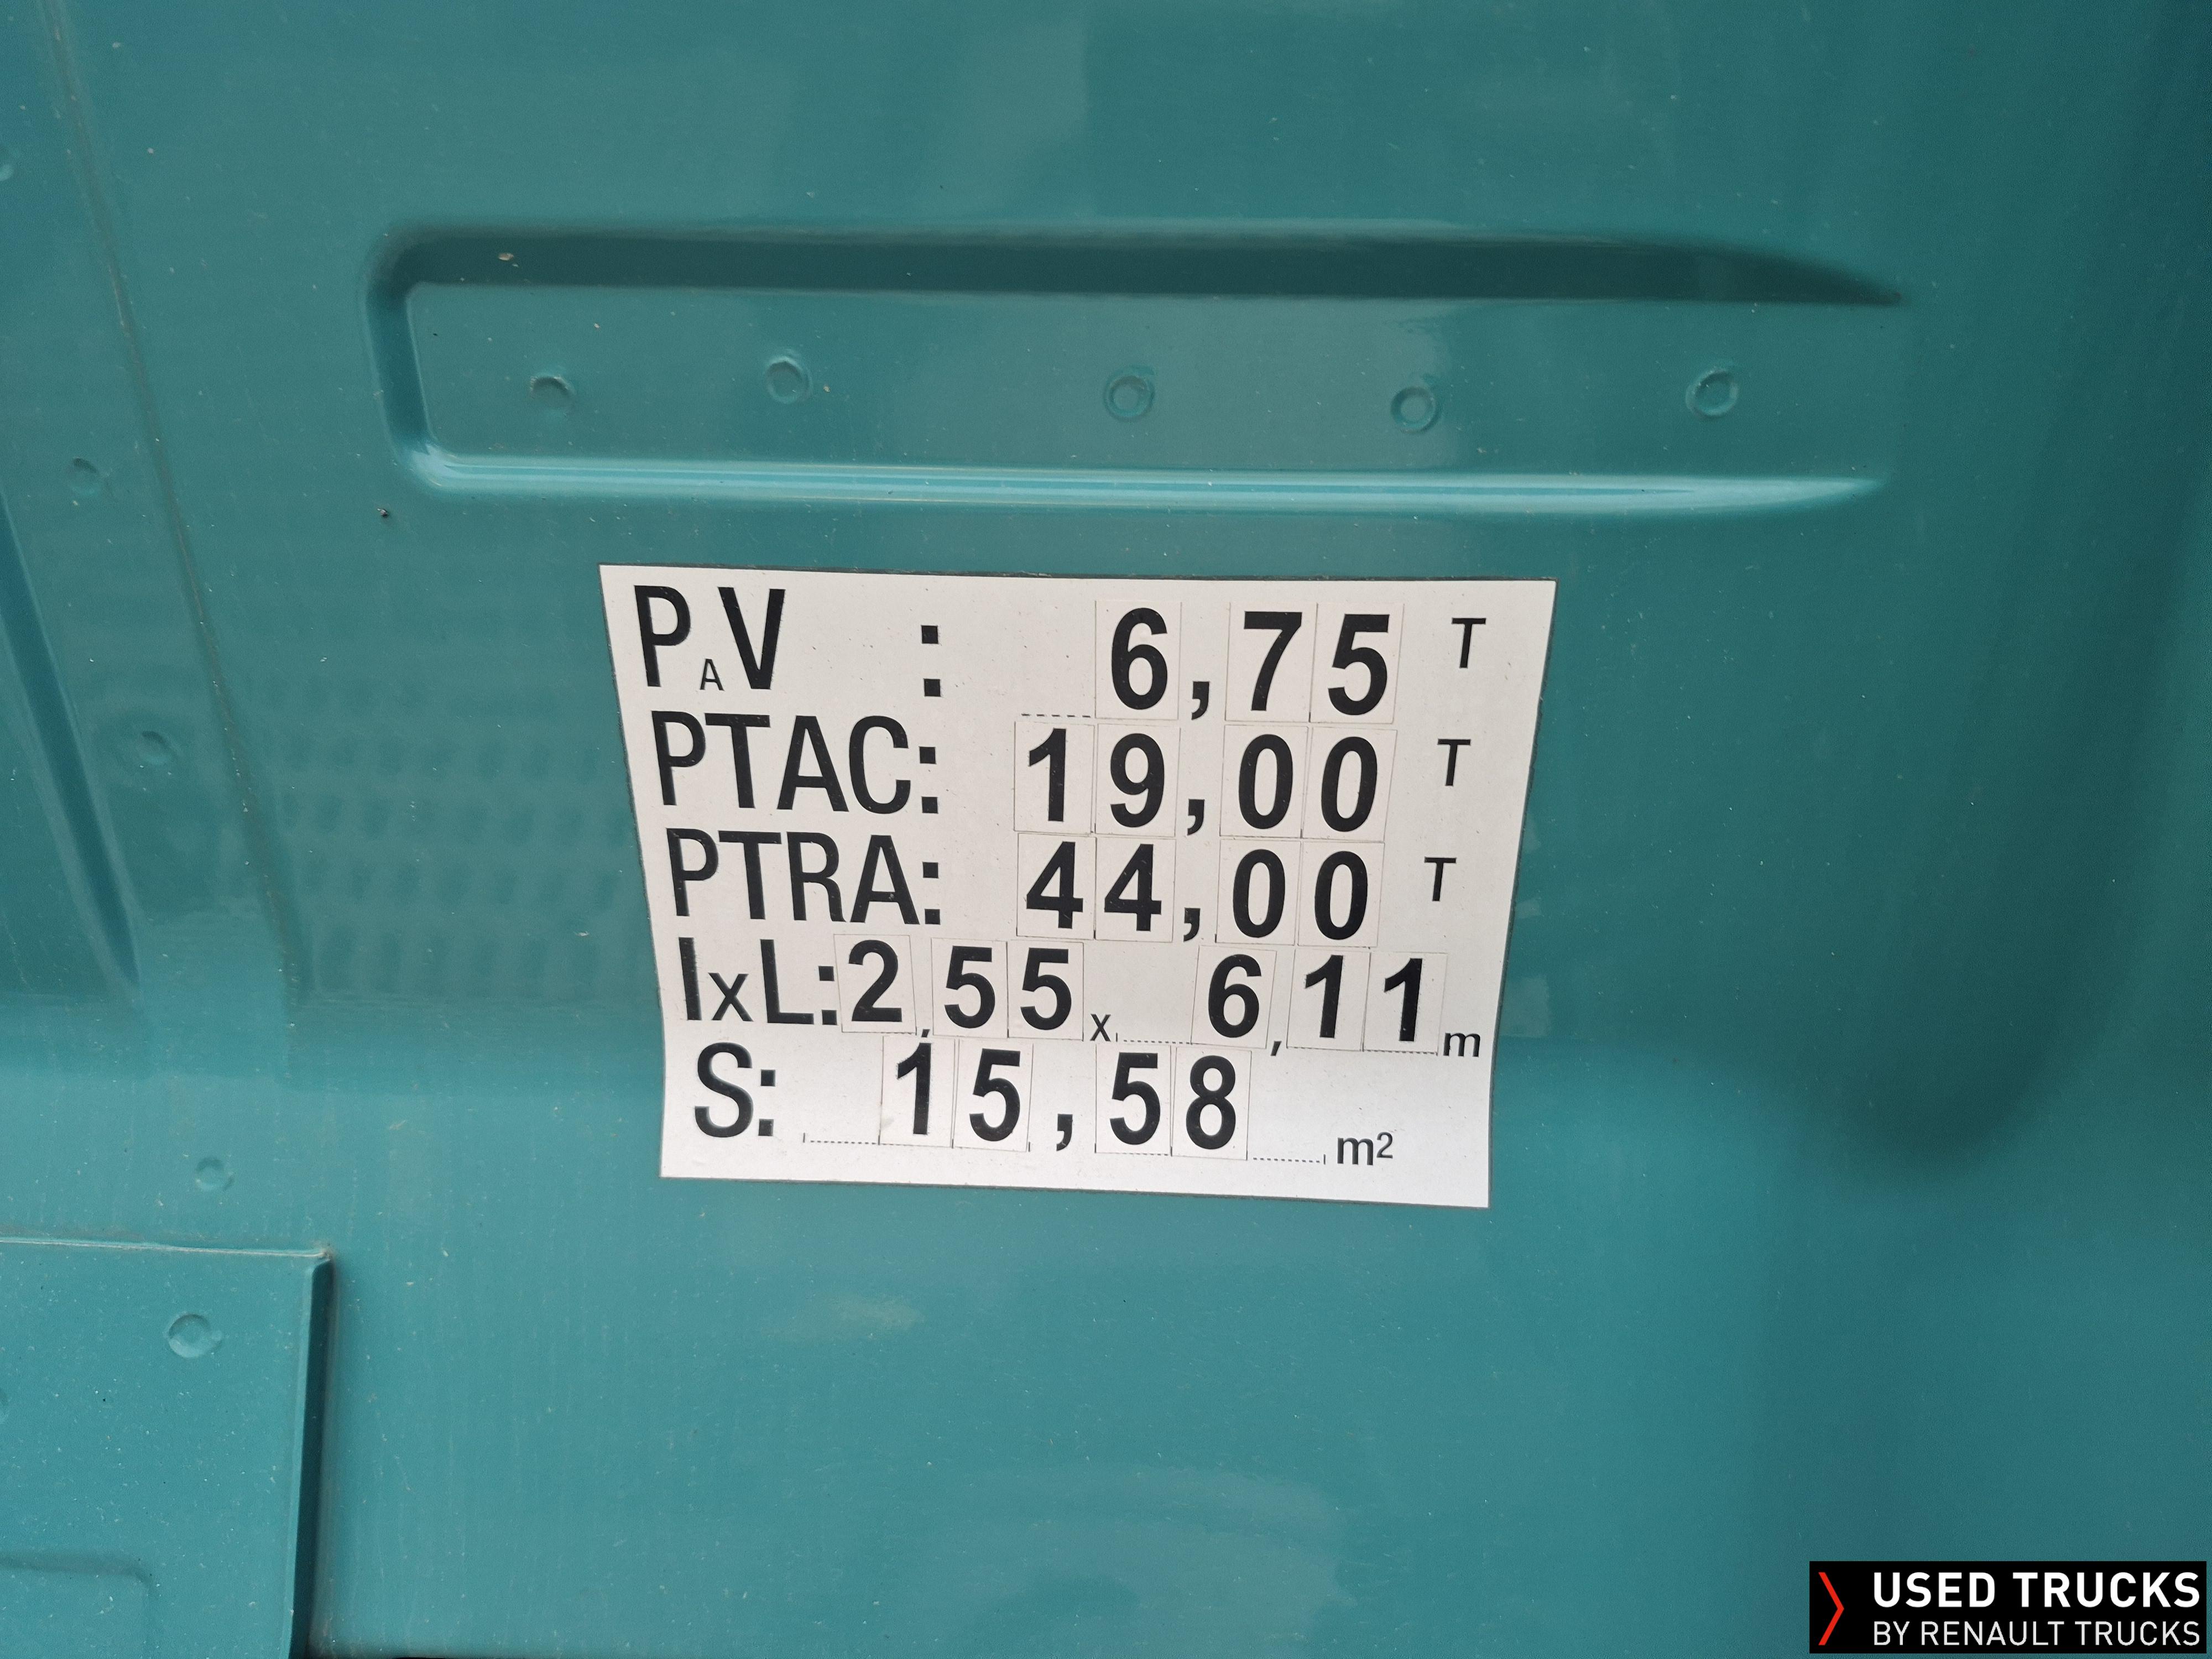 PAV : 6,75 T
PTAC: 19,00 T
PTRA: 44,00 T
lxL: 2,55 x 6,11 m
S: 15,58 m²
USED TRUCKS
BY RENAULT TRUCKS